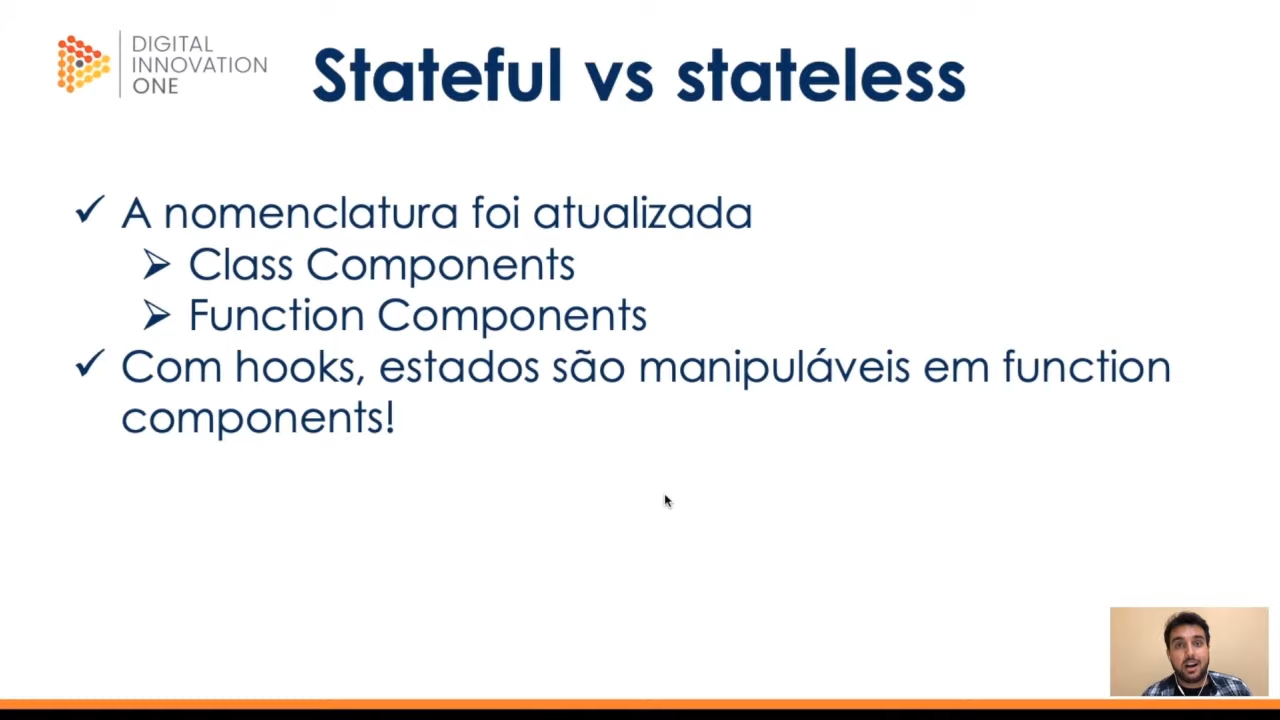 DIGITAL
INNOVATION
ONE
Stateful vs stateless
A nomenclatura foi atualizada
Class Components
Function Components
Com hooks, estados são manipuláveis em function
components!